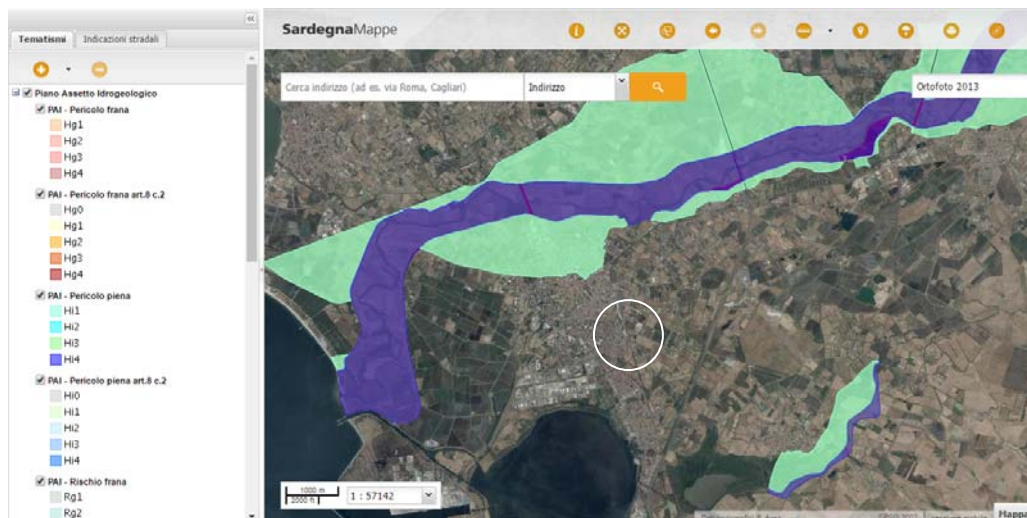 Tematismi
Indicazioni stradali
Piano Assetto Idrogeologico
PAI - Pericolo frana
Hg1
Hg2
Hg3
Hg4
PAI - Pericolo frana art.8 c.2
Hg0
Hg1
Hg2
Hg3
Hg4
PAI - Pericolo piena
Hi1
Hi2
Hi3
Hi4
PAI - Pericolo piena art.8 c.2
Hi0
Hi1
Hi2
Hi3
Hi4
PAI - Rischio frana
Rg1
Rg2
SardegnaMappe
Cerca indirizzo (ad es. via Roma, Cagliari)
Indirizzo
Ortofoto 2013
1000 m
2000 ft
1 : 57142
Mappa